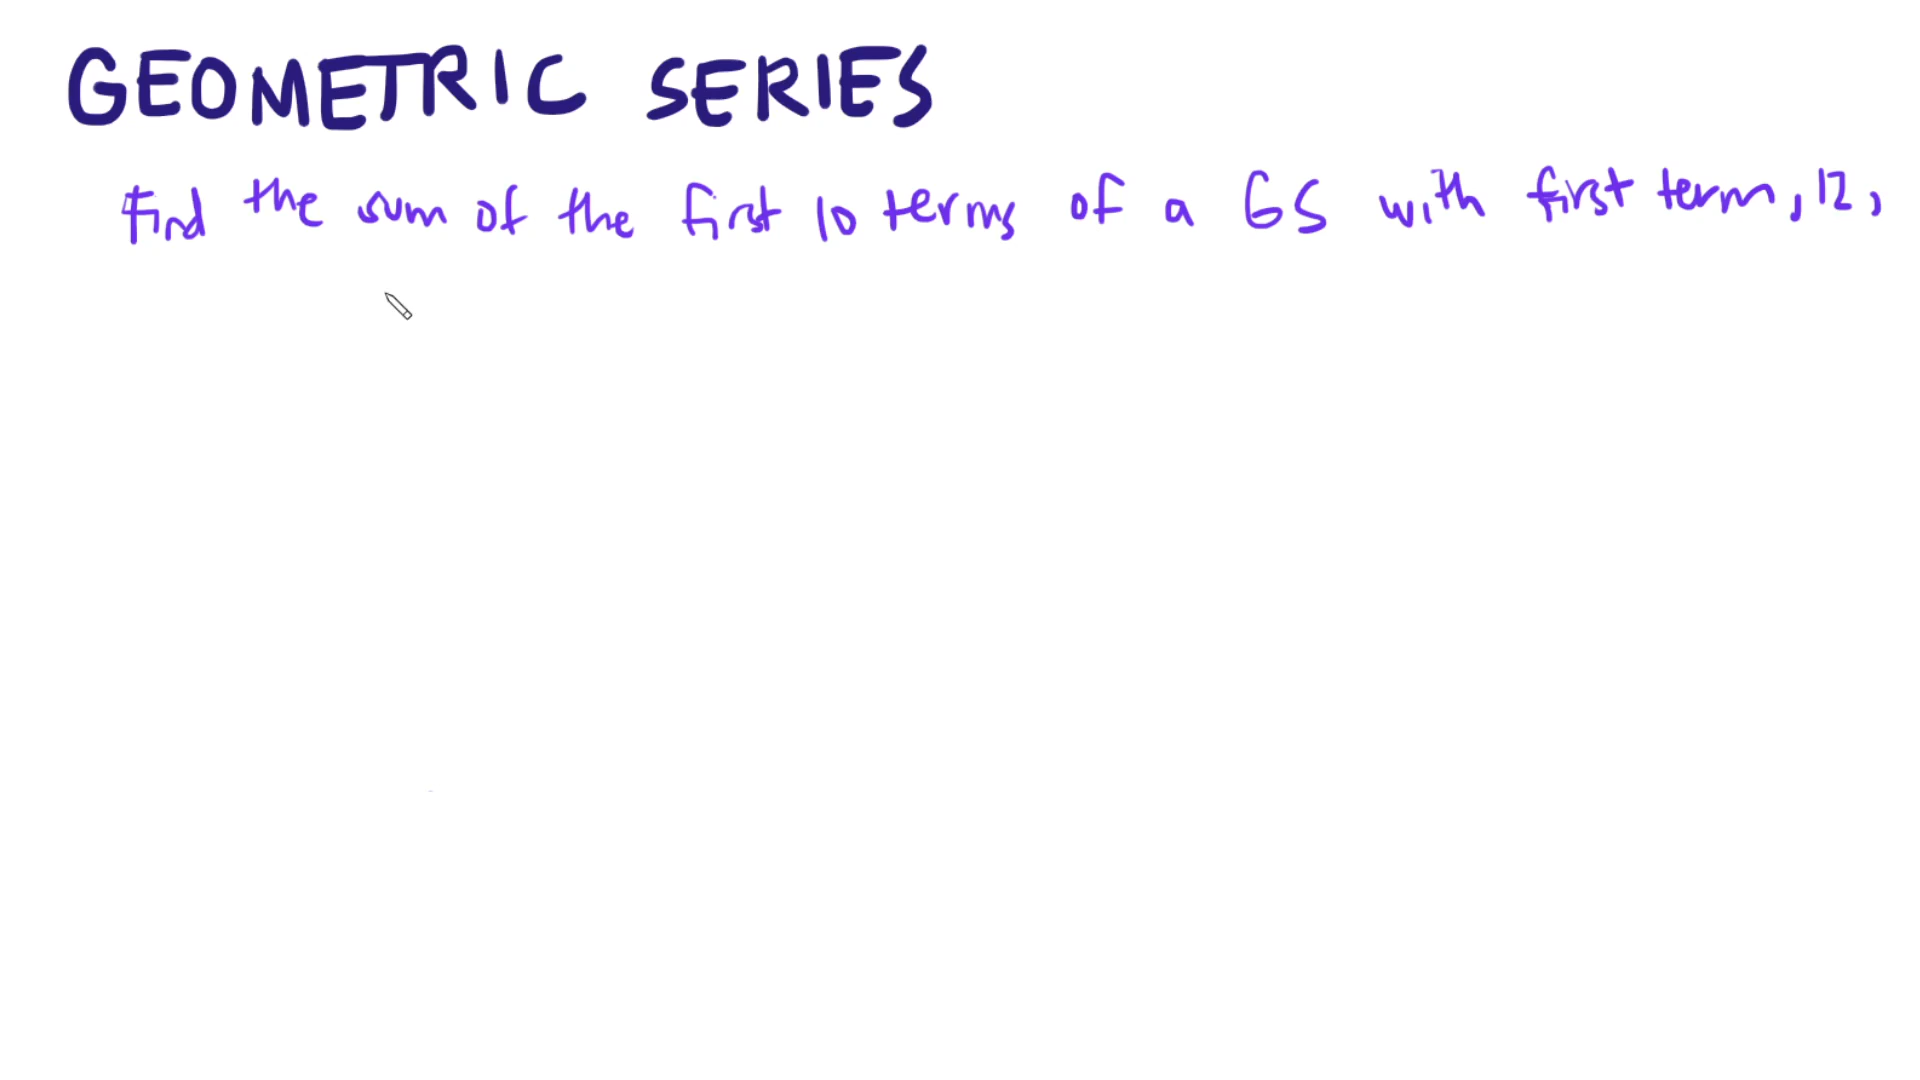 GEOMETRIC SERIES
Find the sum of the first 10 terms of a GS with first term, 12,